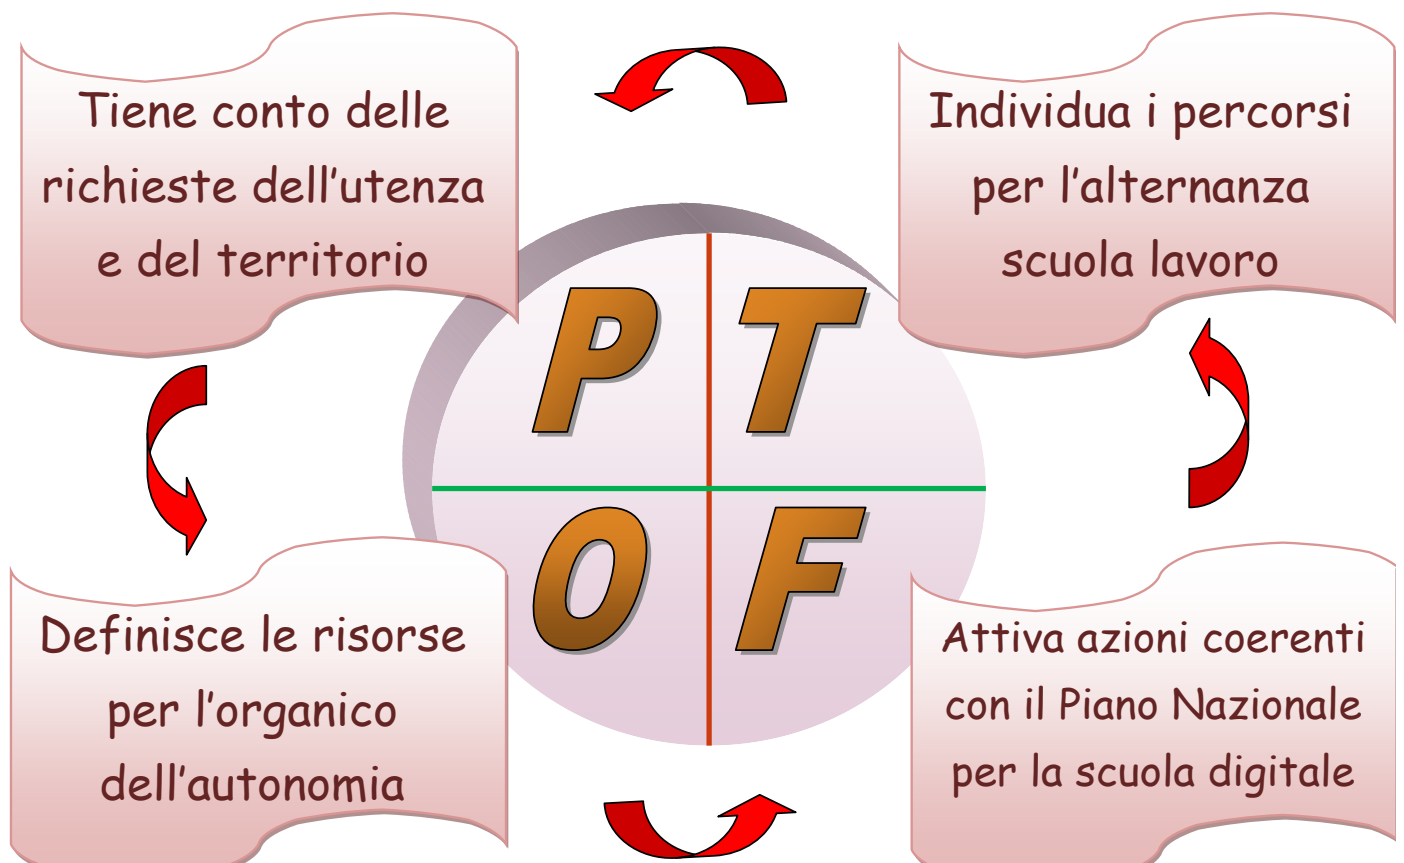 Tiene conto delle
richieste dell'utenza
e del territorio
Individua i percorsi
per l'alternanza
scuola lavoro
P T
O F
Definisce le risorse
per l'organico
dell'autonomia
Attiva azioni coerenti
con il Piano Nazionale
per la scuola digitale